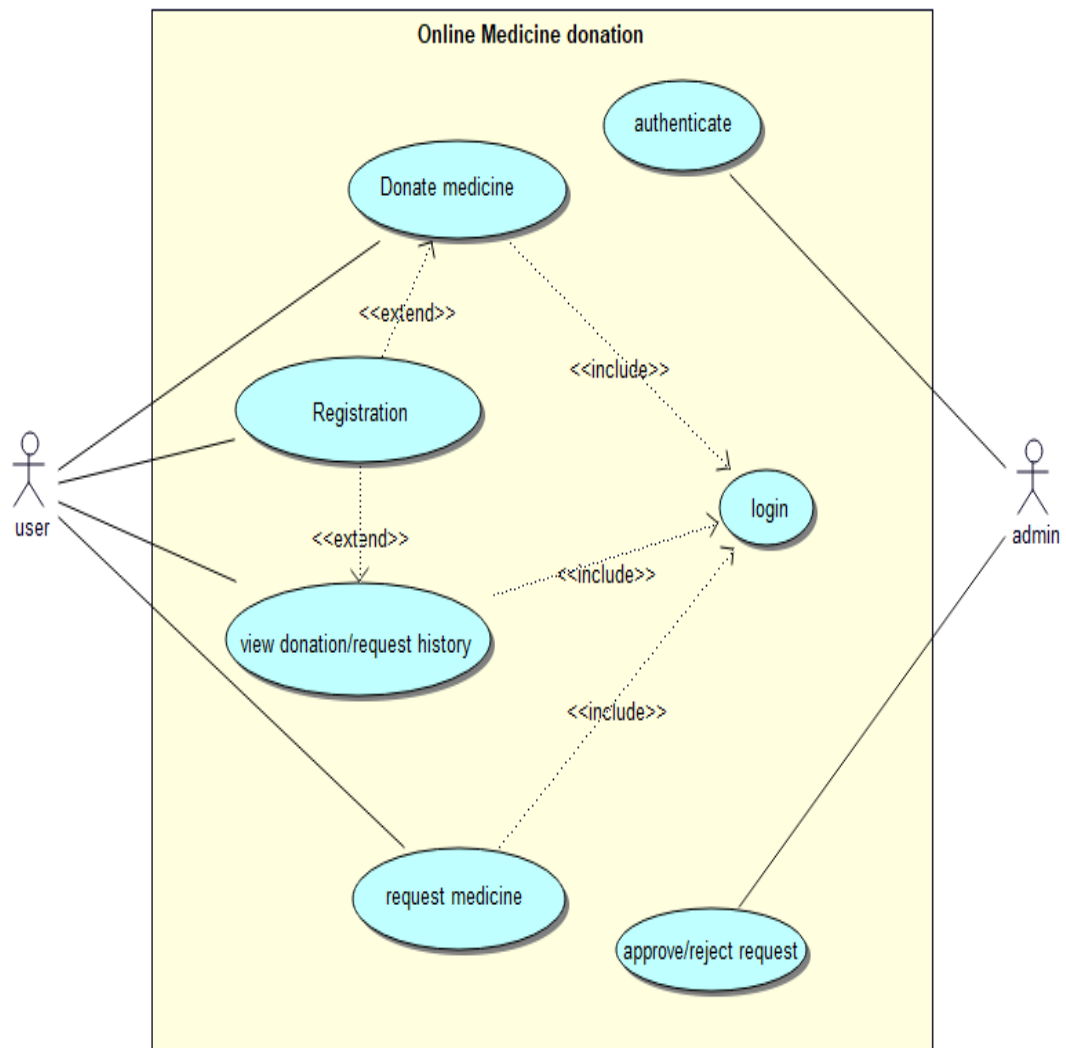 Online Medicine donation
authenticate
Donate medicine
<<extend>>
<<include>>
Registration
user
login
admin
<<extend>>
<<include>>
view donation/request history
<<include>>
request medicine
approve/reject request